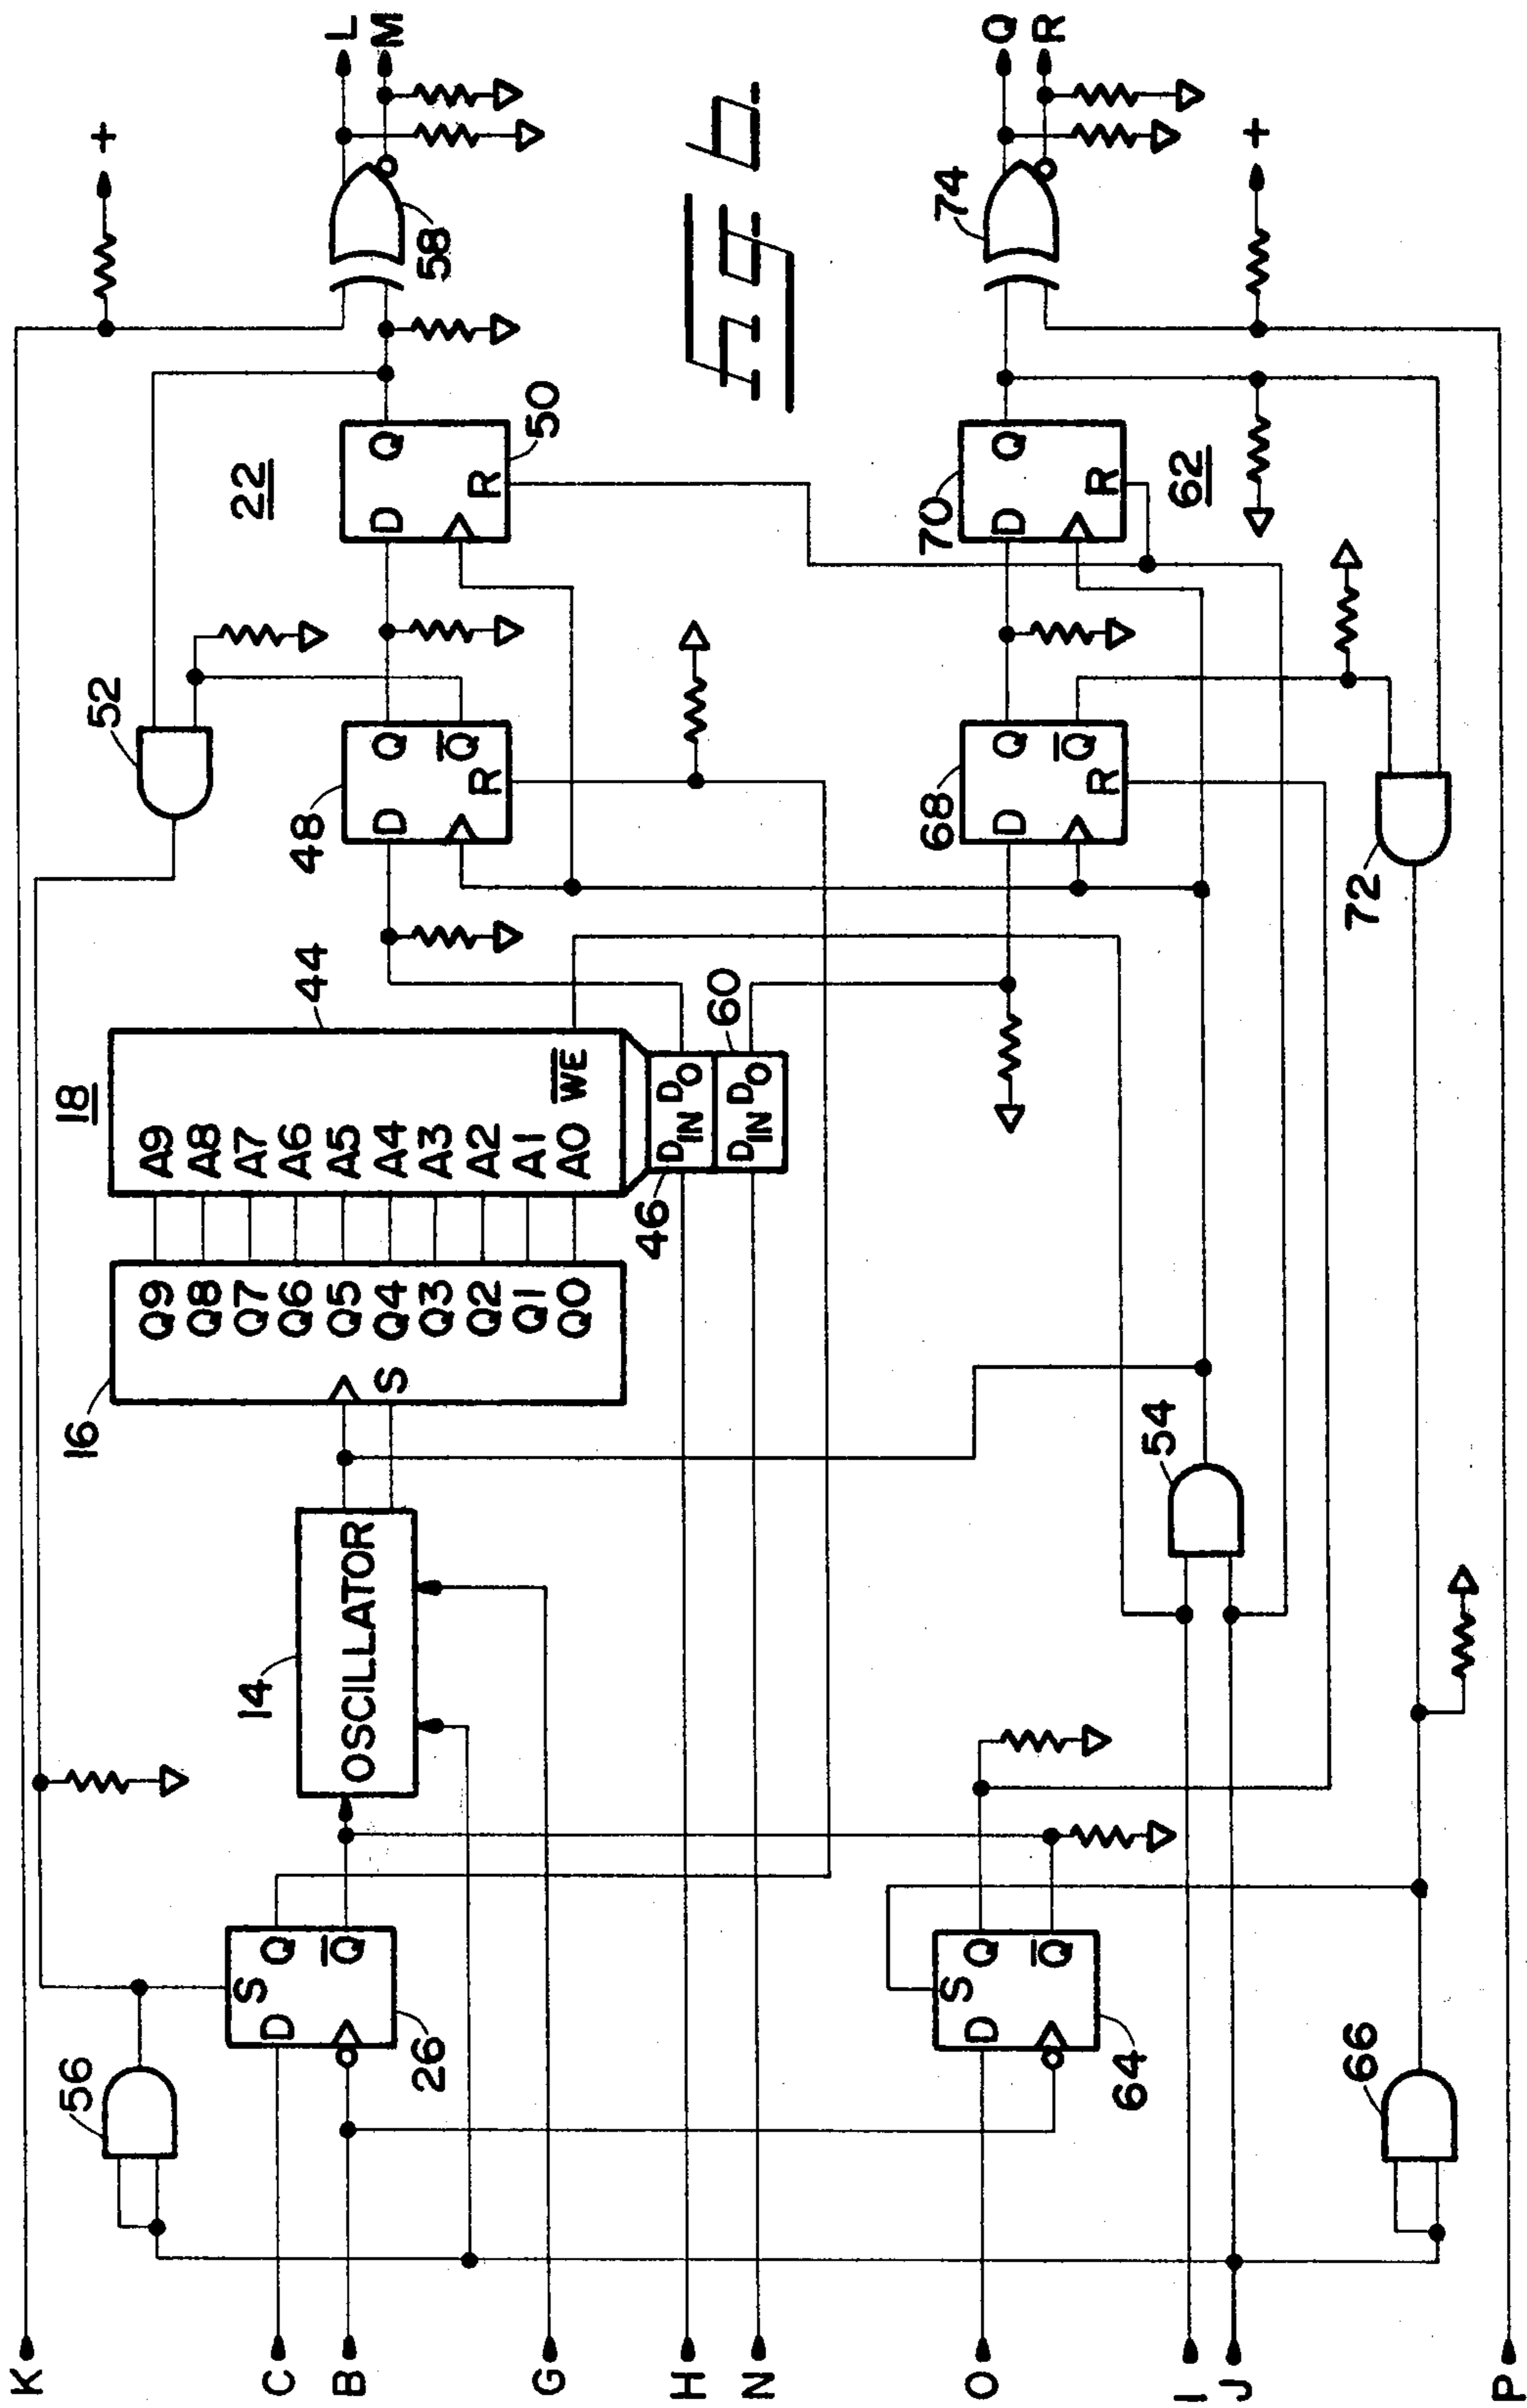 K
C
B
G
H
N
O
I
J
P
56
S
D Q
Q̅
26
14
OSCILLATOR
16
S
Q9
Q8
Q7
Q6
Q5
Q4
Q3
Q2
Q1
Q0
18
44
A9
A8
A7
A6
A5
A4
A3
A2
A1
A0
W̅E̅
46
DIN DO
DIN DO
60
52
48
D Q
Q̅
R
22
D Q
R
50
+
58
L
M
S
D Q
Q̅
64
66
54
68
D Q
Q̅
R
72
70
D Q
R
62
74
Q
R
+